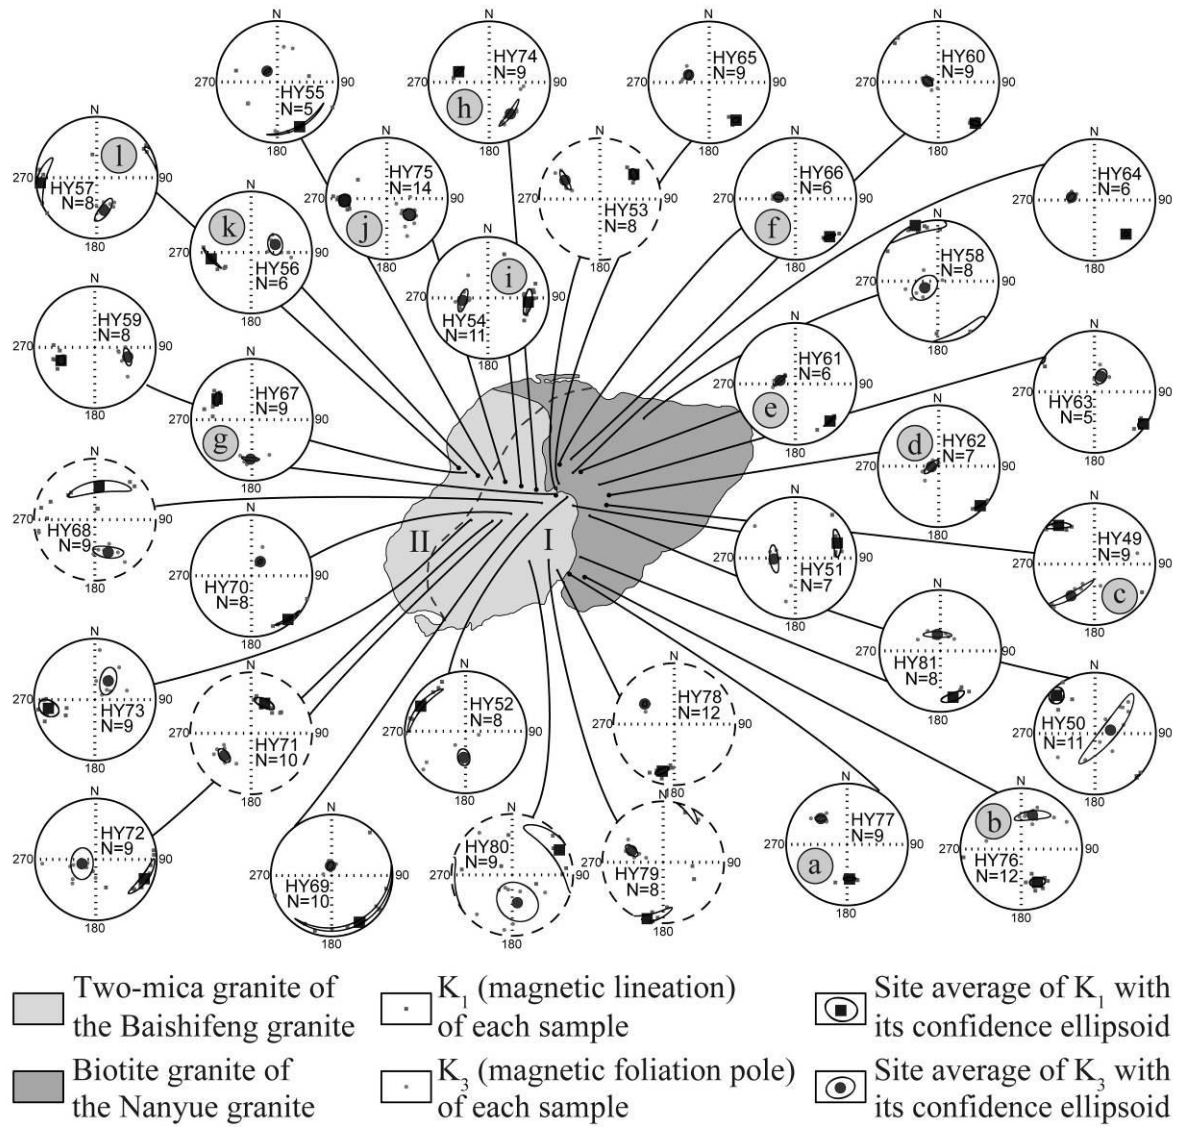 N
270
90
HY55
N=5
180
N
HY74
N=9
270
90
h
180
N
HY65
N=9
270
90
180
N
HY60
N=9
270
90
180
N
l
270
90
HY57
N=8
180
N
HY75
N=14
270
90
j
180
N
270
90
HY53
N=8
180
N
HY66
N=6
270
90
f
180
N
HY64
N=6
270
90
180
N
k
270
90
HY56
N=6
180
N
i
270
90
HY54
N=11
180
N
HY58
N=8
270
90
180
N
HY59
N=8
270
90
180
N
HY67
N=9
270
90
g
180
N
HY61
N=6
270
90
e
180
N
HY63
N=5
270
90
180
N
HY62
N=7
d
270
90
180
N
270
90
HY68
N=9
180
N
270
90
HY70
N=8
180
II
I
N
270
90
HY51
N=7
180
N
HY49
N=9
270
90
c
180
N
270
90
HY73
N=9
180
N
270
90
HY71
N=10
180
N
HY52
N=8
270
90
180
N
HY78
N=12
270
90
180
N
270
90
HY81
N=8
180
N
270
90
HY50
N=11
180
N
HY72
N=9
270
90
180
N
270
90
HY69
N=10
180
N
HY80
N=9
270
90
180
N
270
90
HY79
N=8
180
N
HY77
N=9
270
90
a
180
N
b
270
90
HY76
N=12
180
Two-mica granite of
the Baishifeng granite
K1 (magnetic lineation)
of each sample
Site average of K1 with
its confidence ellipsoid
Biotite granite of
the Nanyue granite
K3 (magnetic foliation pole)
of each sample
Site average of K3 with
its confidence ellipsoid